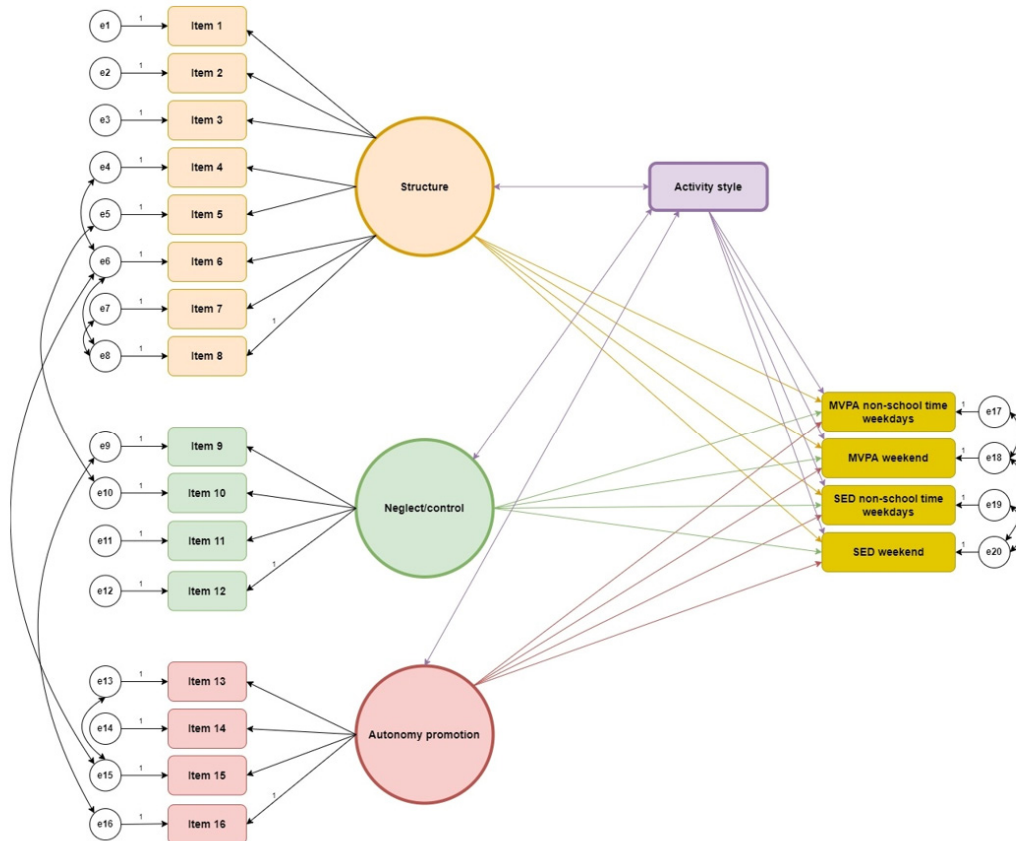 e1 1 Item 1
e2 1 Item 2
e3 1 Item 3
e4 1 Item 4
e5 1 Item 5
e6 1 Item 6
e7 1 Item 7
e8 1 Item 8 1
Structure
Activity style
e9 1 Item 9
e10 1 Item 10
e11 1 Item 11
e12 1 Item 12 1
Neglect/control
MVPA non-school time
weekdays
1 e17
MVPA weekend
1 e18
SED non-school time
weekdays
1 e19
SED weekend
1 e20
e13 1 Item 13
e14 1 Item 14
e15 1 Item 15
e16 1 Item 16 1
Autonomy promotion